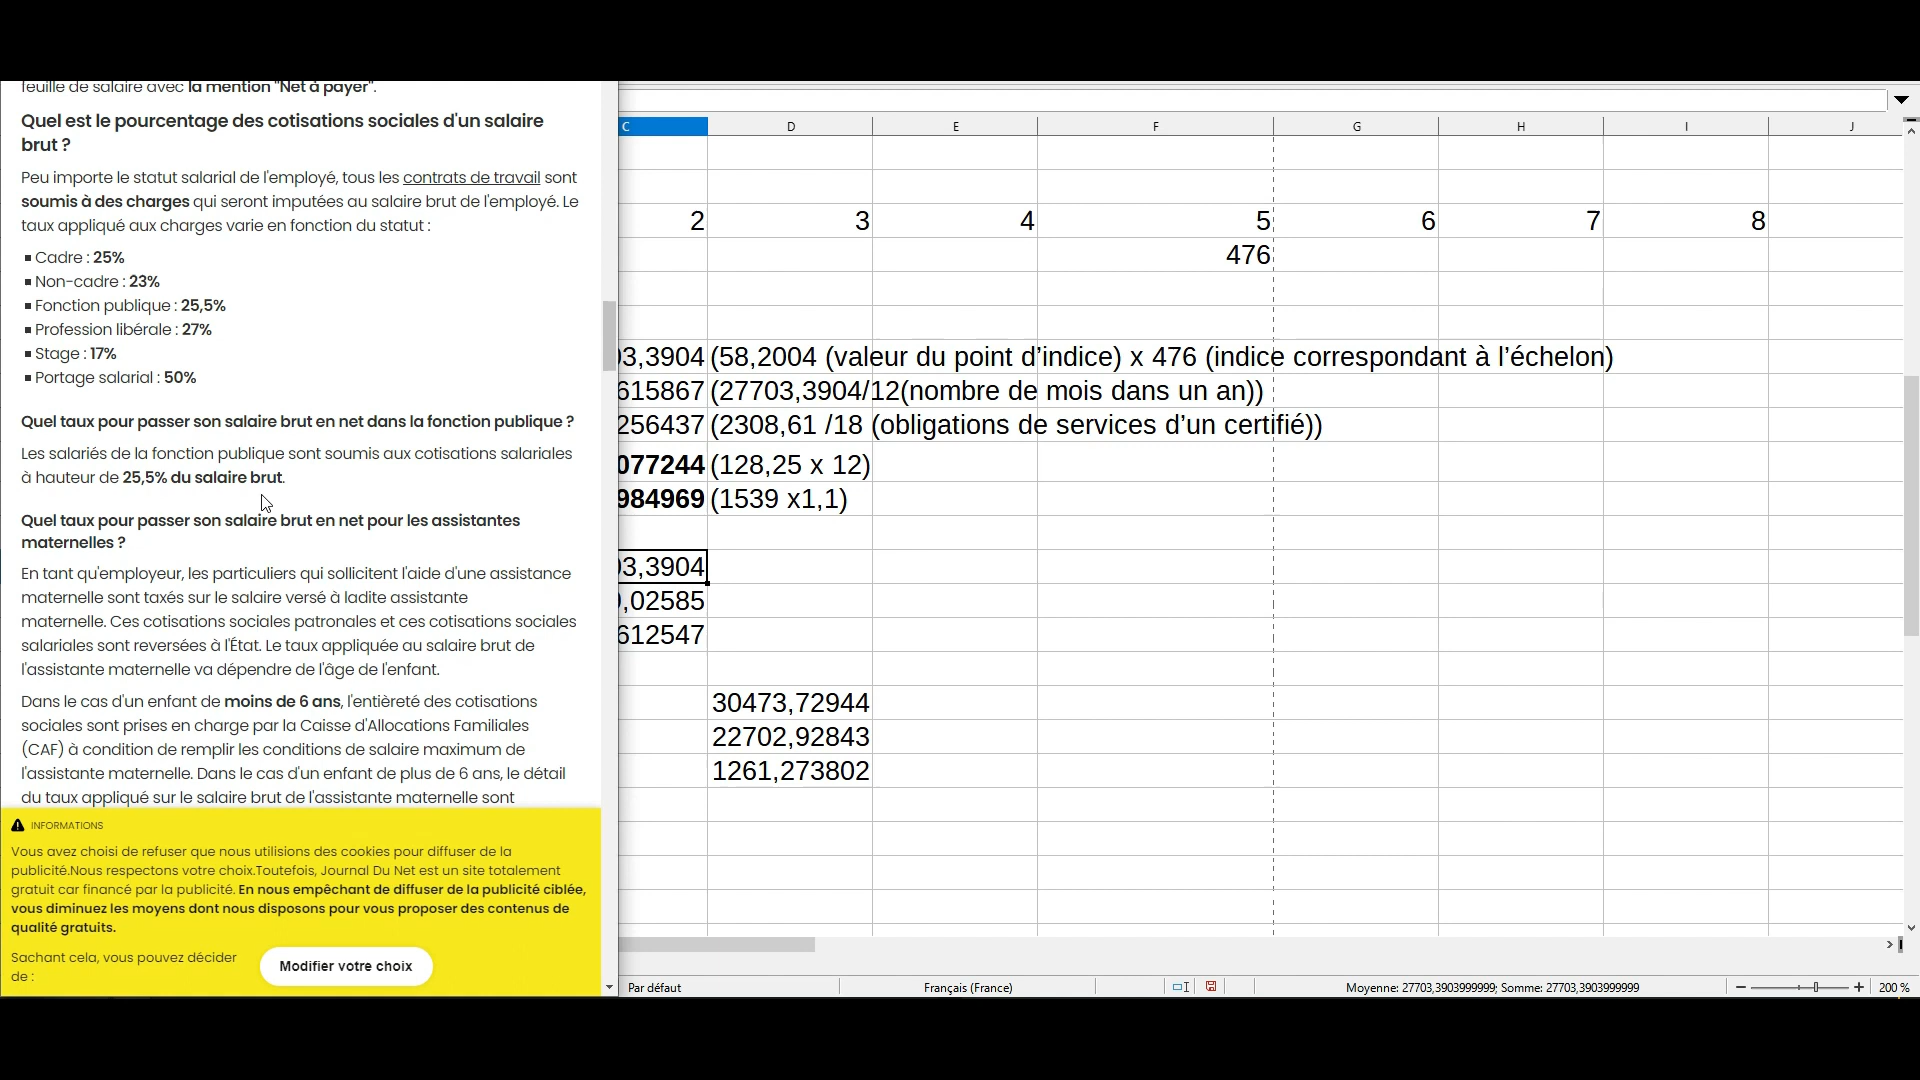 feuille de salaire avec la mention "Net à payer".
Quel est le pourcentage des cotisations sociales d'un salaire
brut ?
Peu importe le statut salarial de l'employé, tous les contrats de travail sont
soumis à des charges qui seront imputées au salaire brut de l'employé. Le
taux appliqué aux charges varie en fonction du statut :
▪ Cadre : 25%
▪ Non-cadre : 23%
▪ Fonction publique : 25,5%
▪ Profession libérale : 27%
▪ Stage : 17%
▪ Portage salarial : 50%
Quel taux pour passer son salaire brut en net dans la fonction publique ?
Les salariés de la fonction publique sont soumis aux cotisations salariales
à hauteur de 25,5% du salaire brut.
Quel taux pour passer son salaire brut en net pour les assistantes
maternelles ?
En tant qu'employeur, les particuliers qui sollicitent l'aide d'une assistance
maternelle sont taxés sur le salaire versé à ladite assistante
maternelle. Ces cotisations sociales patronales et ces cotisations sociales
salariales sont reversées à l'État. Le taux appliquée au salaire brut de
l'assistante maternelle va dépendre de l'âge de l'enfant.
Dans le cas d'un enfant de moins de 6 ans, l'entièreté des cotisations
sociales sont prises en charge par la Caisse d'Allocations Familiales
(CAF) à condition de remplir les conditions de salaire maximum de
l'assistante maternelle. Dans le cas d'un enfant de plus de 6 ans, le détail
du taux appliqué sur le salaire brut de l'assistante maternelle sont
INFORMATIONS
Vous avez choisi de refuser que nous utilisions des cookies pour diffuser de la
publicité.Nous respectons votre choix.Toutefois, Journal Du Net est un site totalement
gratuit car financé par la publicité. En nous empêchant de diffuser de la publicité ciblée,
vous diminuez les moyens dont nous disposons pour vous proposer des contenus de
qualité gratuits.
Sachant cela, vous pouvez décider
de :
Modifier votre choix
C D E F G H I J
2 3 4 5 6 7 8
476
03,3904 (58,2004 (valeur du point d'indice) x 476 (indice correspondant à l'échelon)
615867 (27703,3904/12(nombre de mois dans un an))
256437 (2308,61 /18 (obligations de services d'un certifié))
077244 (128,25 x 12)
984969 (1539 x1,1)
03,3904
,02585
612547
30473,72944
22702,92843
1261,273802
Par défaut Français (France) Moyenne: 27703,3903999999; Somme: 27703,3903999999 200 %